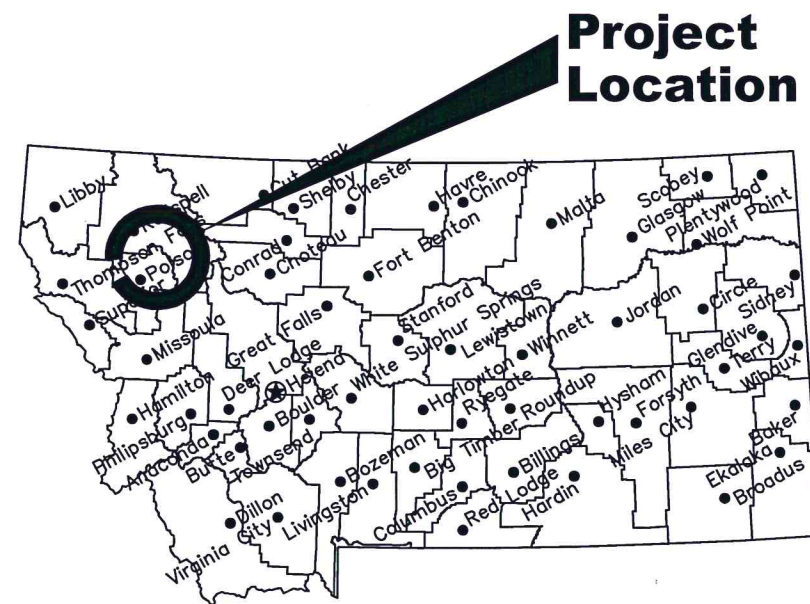 Project
Location
Libby
Cut Bank
Shelby
Chester
Havre
Chinook
Malta
Scobey
Glasgow
Plentywood
Wolf Point
Thompson Falls
Polson
Conrad
Choteau
Fort Benton
Superior
Missoula
Great Falls
Stanford
White Sulphur Springs
Lewistown
Winnett
Jordan
Circle
Sidney
Glendive
Terry
Wibaux
Deer Lodge
Helena
Hamilton
Philipsburg
Anaconda
Butte
Boulder
Townsend
Harlowton
Ryegate
Roundup
Hysham
Forsyth
Miles City
Baker
Ekalaka
Broadus
Bozeman
Livingston
Big Timber
Columbus
Billings
Red Lodge
Hardin
Dillon
Virginia City